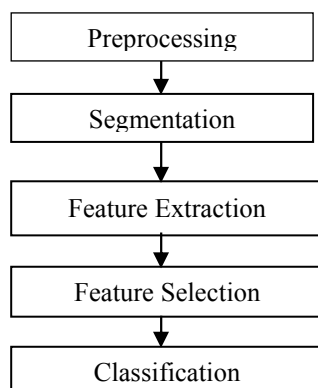 Preprocessing
Segmentation
Feature Extraction
Feature Selection
Classification